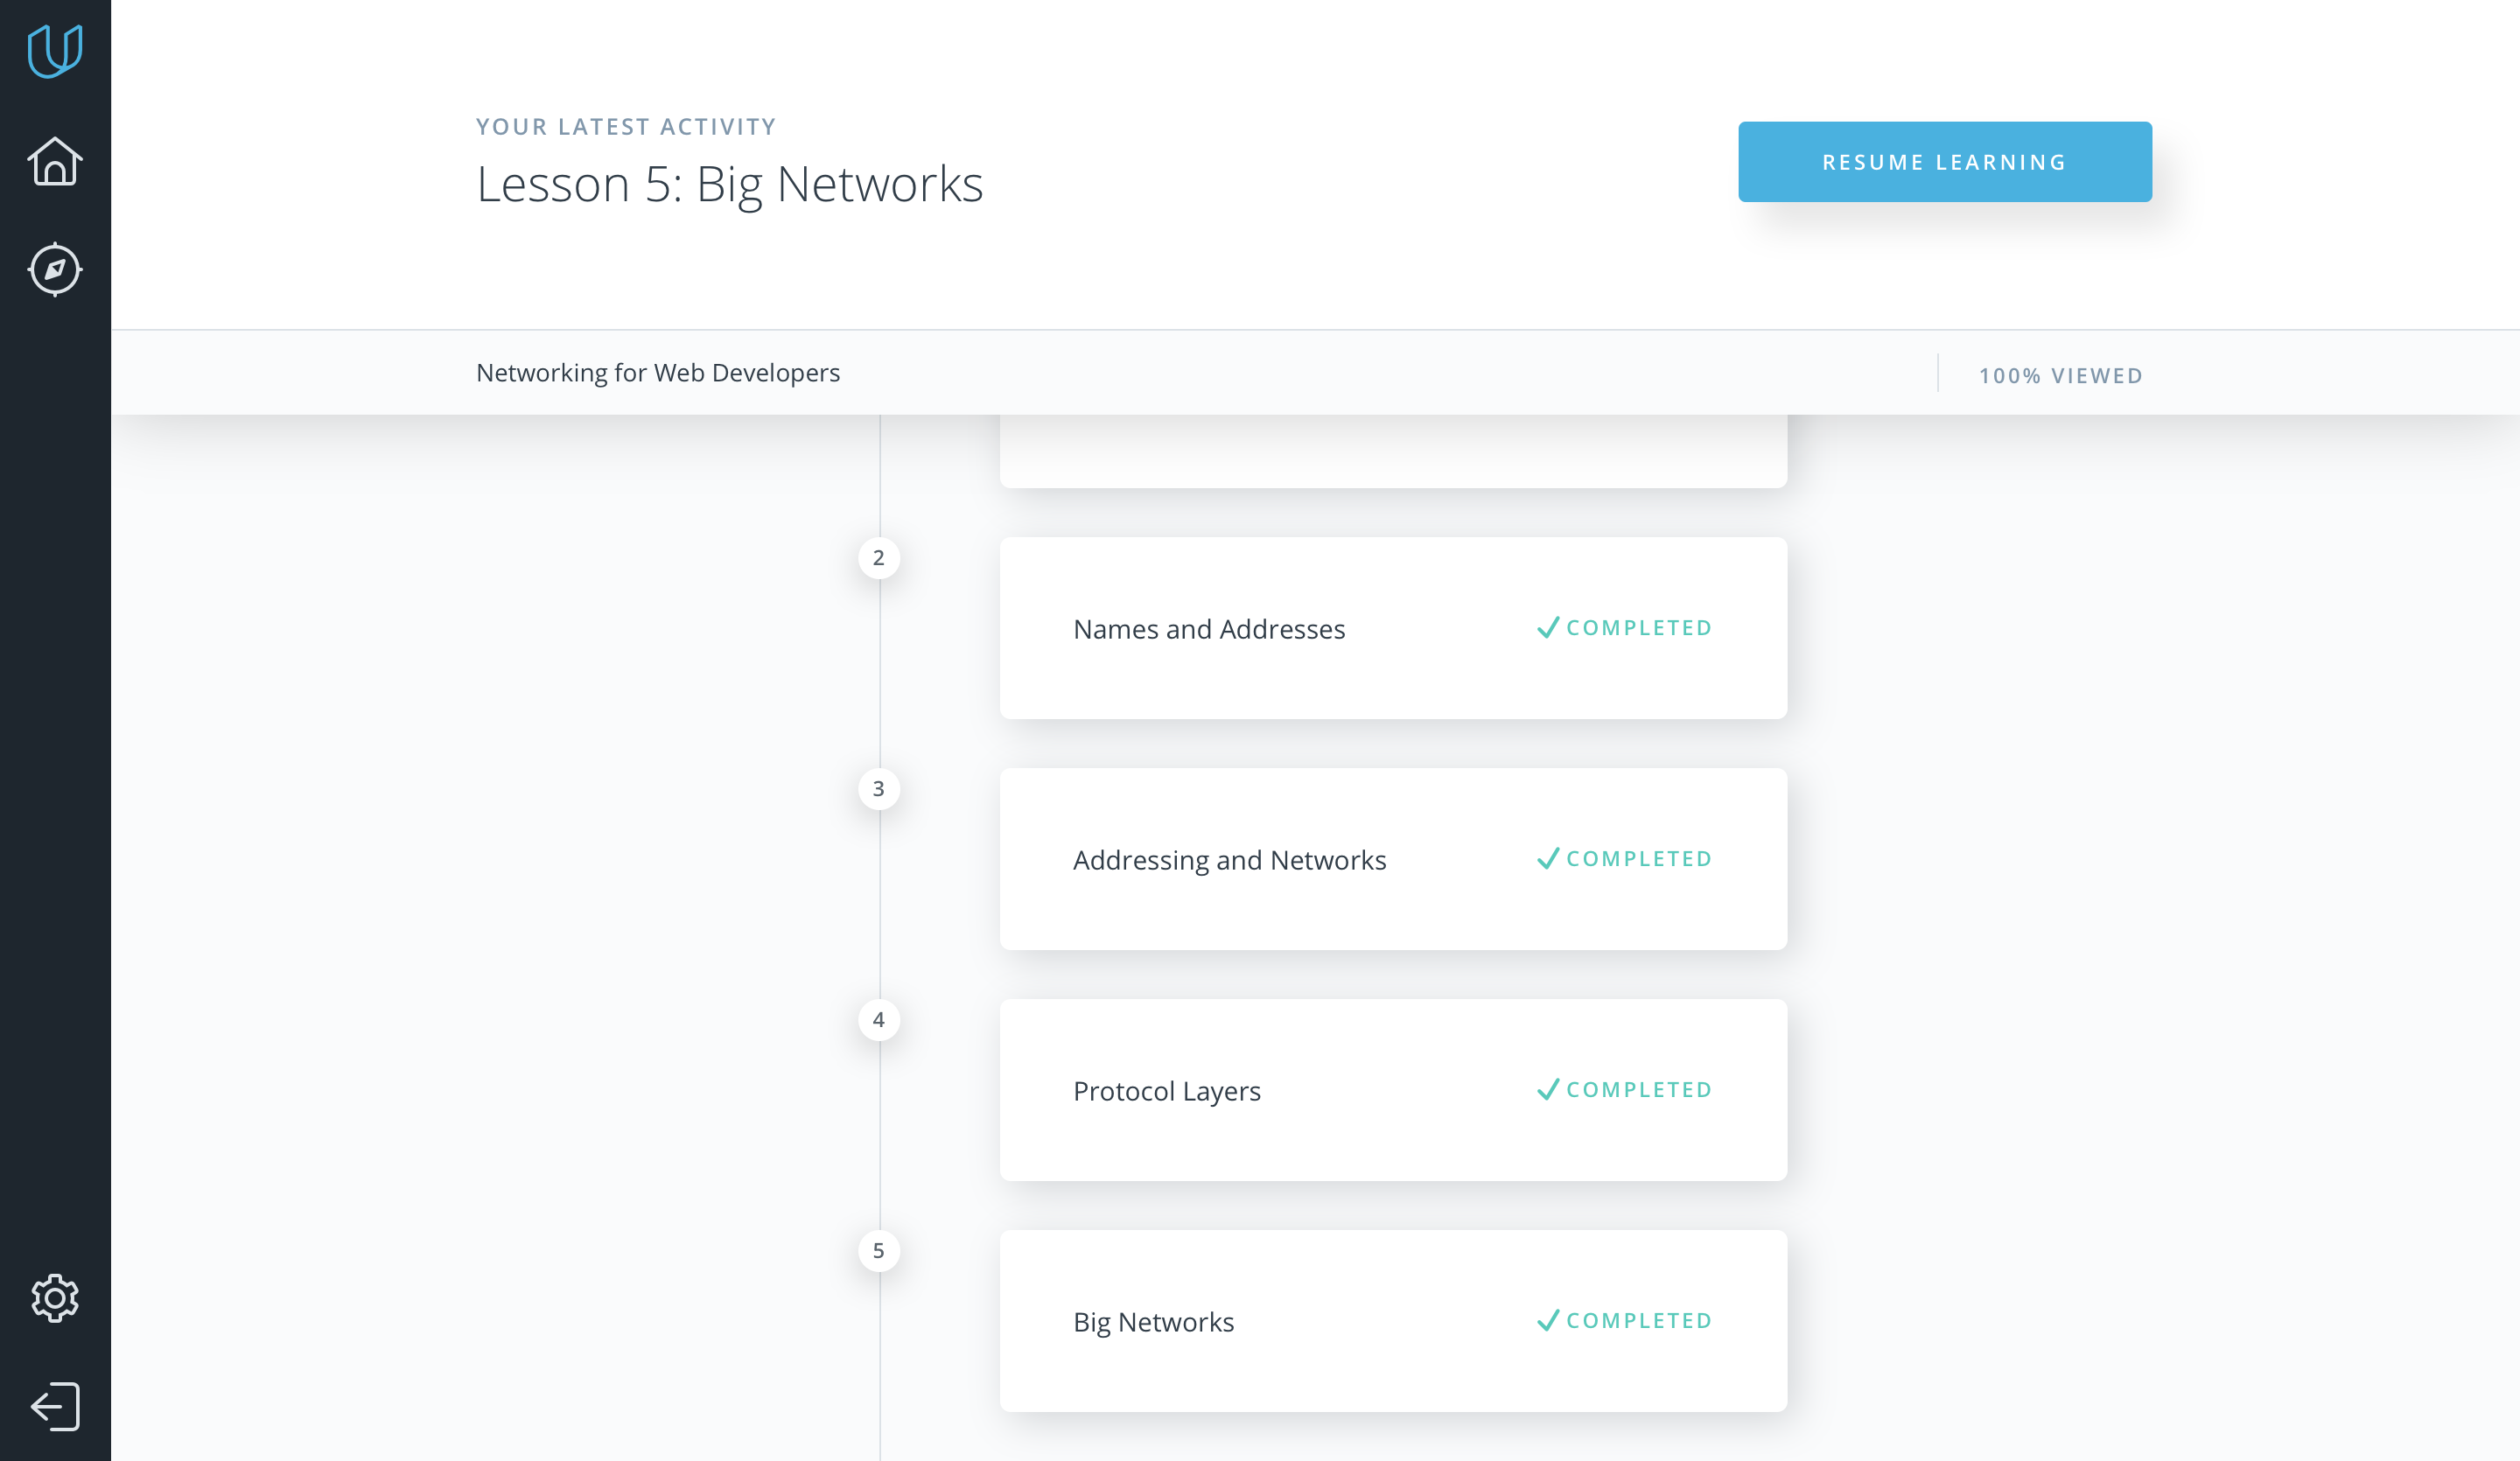 YOUR LATEST ACTIVITY
Lesson 5: Big Networks
RESUME LEARNING
Networking for Web Developers
100% VIEWED
2
Names and Addresses
COMPLETED
3
Addressing and Networks
COMPLETED
4
Protocol Layers
COMPLETED
5
Big Networks
COMPLETED